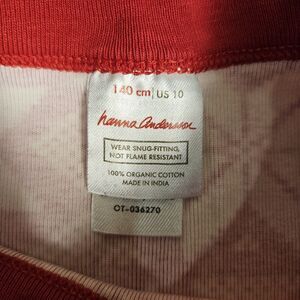 140 cm | US 10
hanna Andersson
WEAR SNUG-FITTING,
NOT FLAME RESISTANT
100% ORGANIC COTTON
MADE IN INDIA
OT-036270